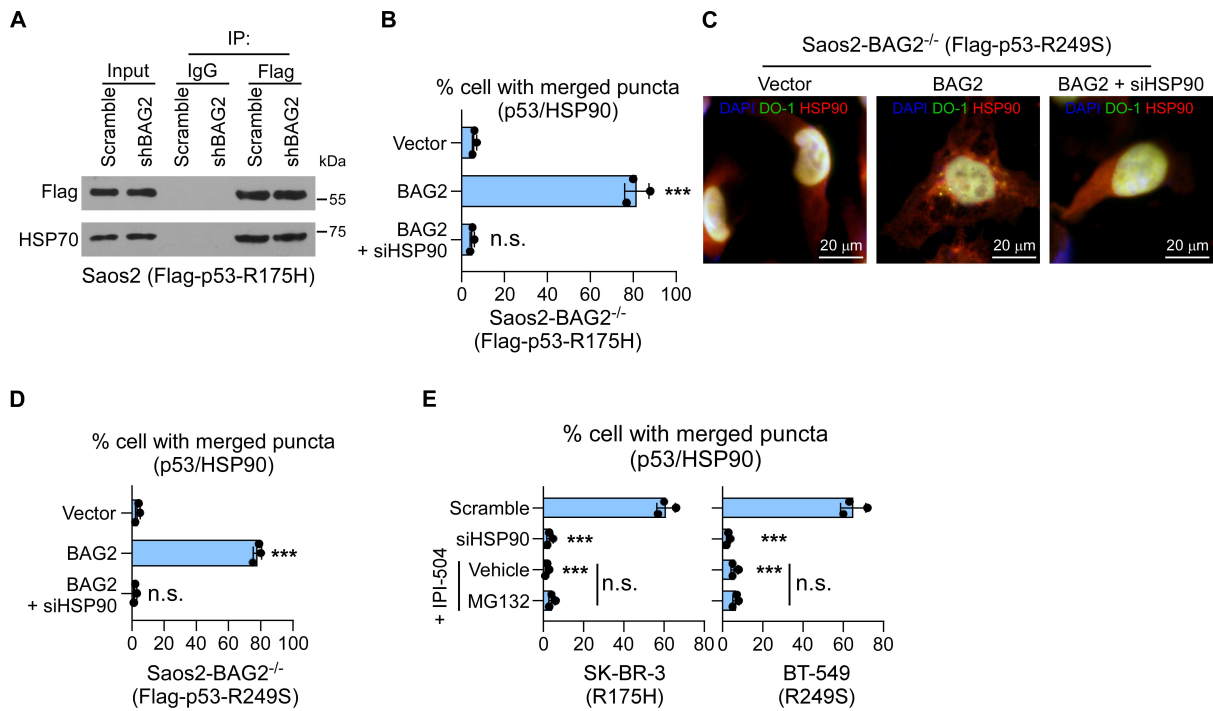 A
IP:
Input
IgG
Flag
Scramble
shBAG2
Scramble
shBAG2
Scramble
shBAG2
kDa
Flag
55
HSP70
75
Saos2 (Flag-p53-R175H)
B
% cell with merged puncta
(p53/HSP90)
Vector
BAG2
***
BAG2
+ siHSP90
n.s.
0 20 40 60 80 100
Saos2-BAG2-/-
(Flag-p53-R175H)
C
Saos2-BAG2-/- (Flag-p53-R249S)
Vector
BAG2
BAG2 + siHSP90
DAPI DO-1 HSP90
DAPI DO-1 HSP90
DAPI DO-1 HSP90
20 μm
20 μm
20 μm
D
% cell with merged puncta
(p53/HSP90)
Vector
BAG2
***
BAG2
+ siHSP90
n.s.
0 20 40 60 80 100
Saos2-BAG2-/-
(Flag-p53-R249S)
E
% cell with merged puncta
(p53/HSP90)
Scramble
siHSP90
*** ***
+ IPI-504
Vehicle
*** ***
MG132
n.s. n.s.
0 20 40 60 80
SK-BR-3
(R175H)
0 20 40 60 80
BT-549
(R249S)